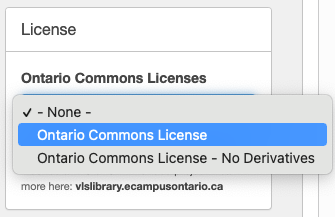 License
Ontario Commons Licenses
✓ - None -
Ontario Commons License
Ontario Commons License - No Derivatives
more here: vlslibrary.ecampusontario.ca